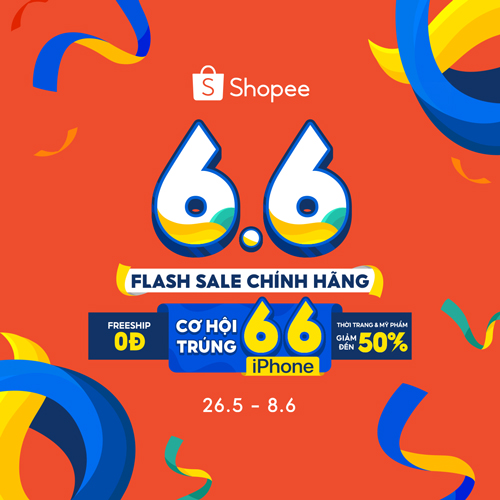 Shopee
6.6
FLASH SALE CHÍNH HÃNG
FREESHIP
0Đ
CƠ HỘI
TRÚNG
66
iPhone
THỜI TRANG & MỸ PHẨM
GIẢM
ĐẾN
50%
26.5 - 8.6